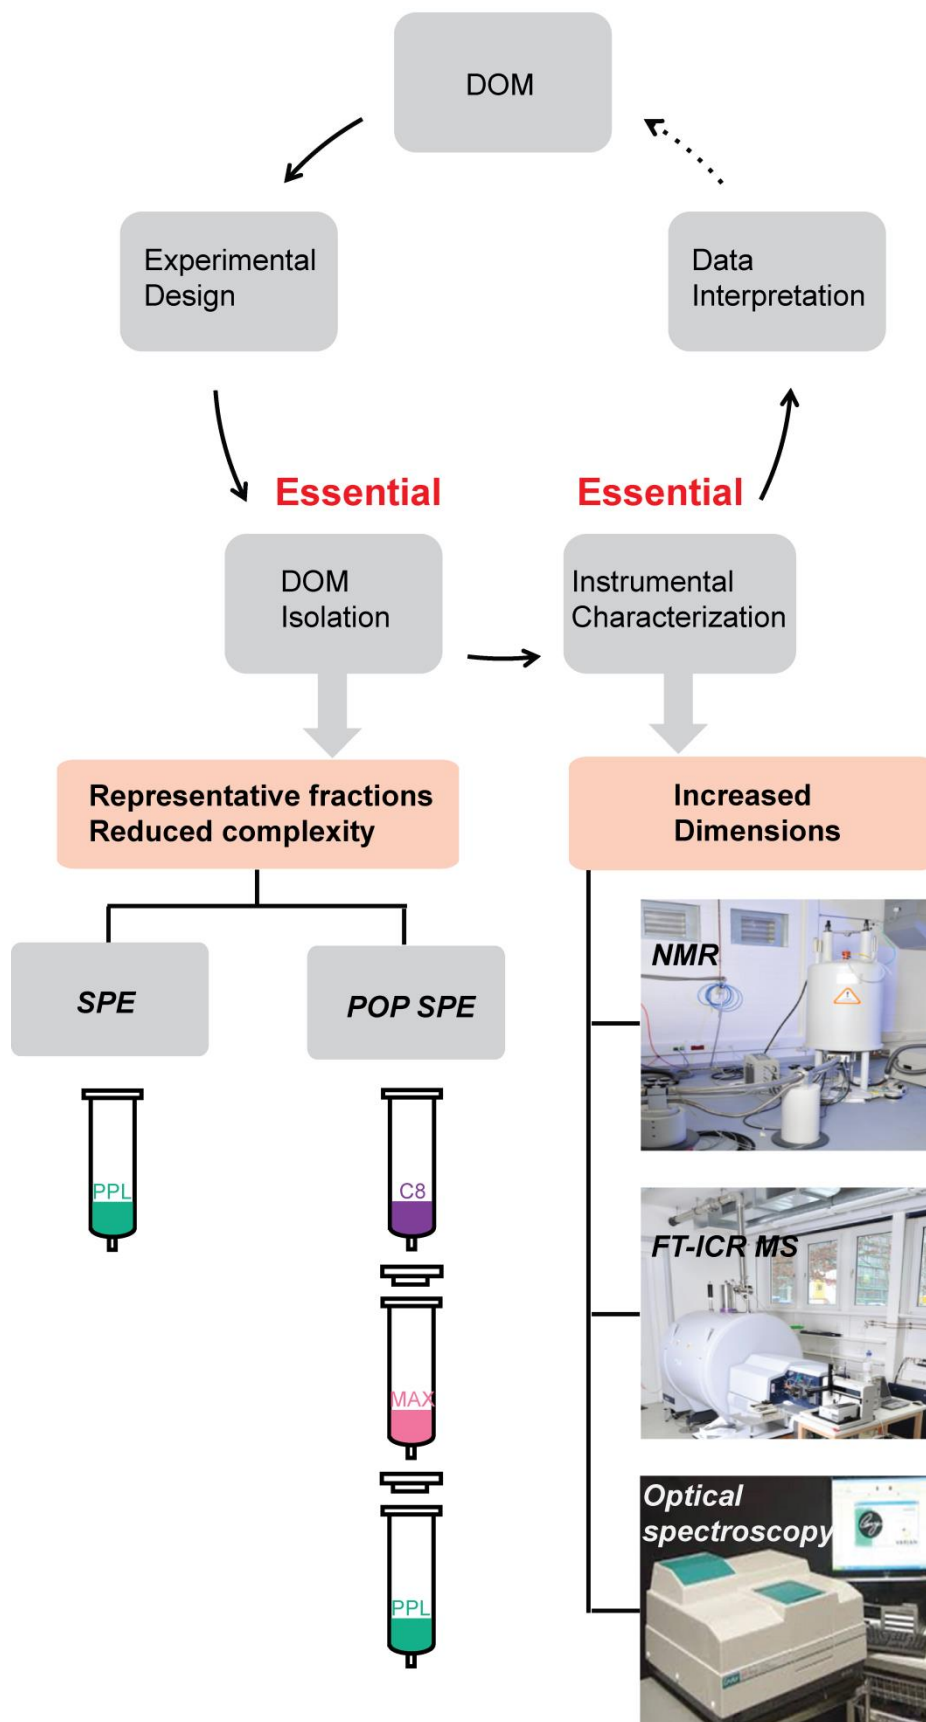 DOM
Experimental
Design
Data
Interpretation
Essential
Essential
DOM
Isolation
Instrumental
Characterization
Representative fractions
Reduced complexity
Increased
Dimensions
SPE
POP SPE
NMR
PPL
C8
FT-ICR MS
MAX
Optical
spectroscopy
PPL
VARIAN